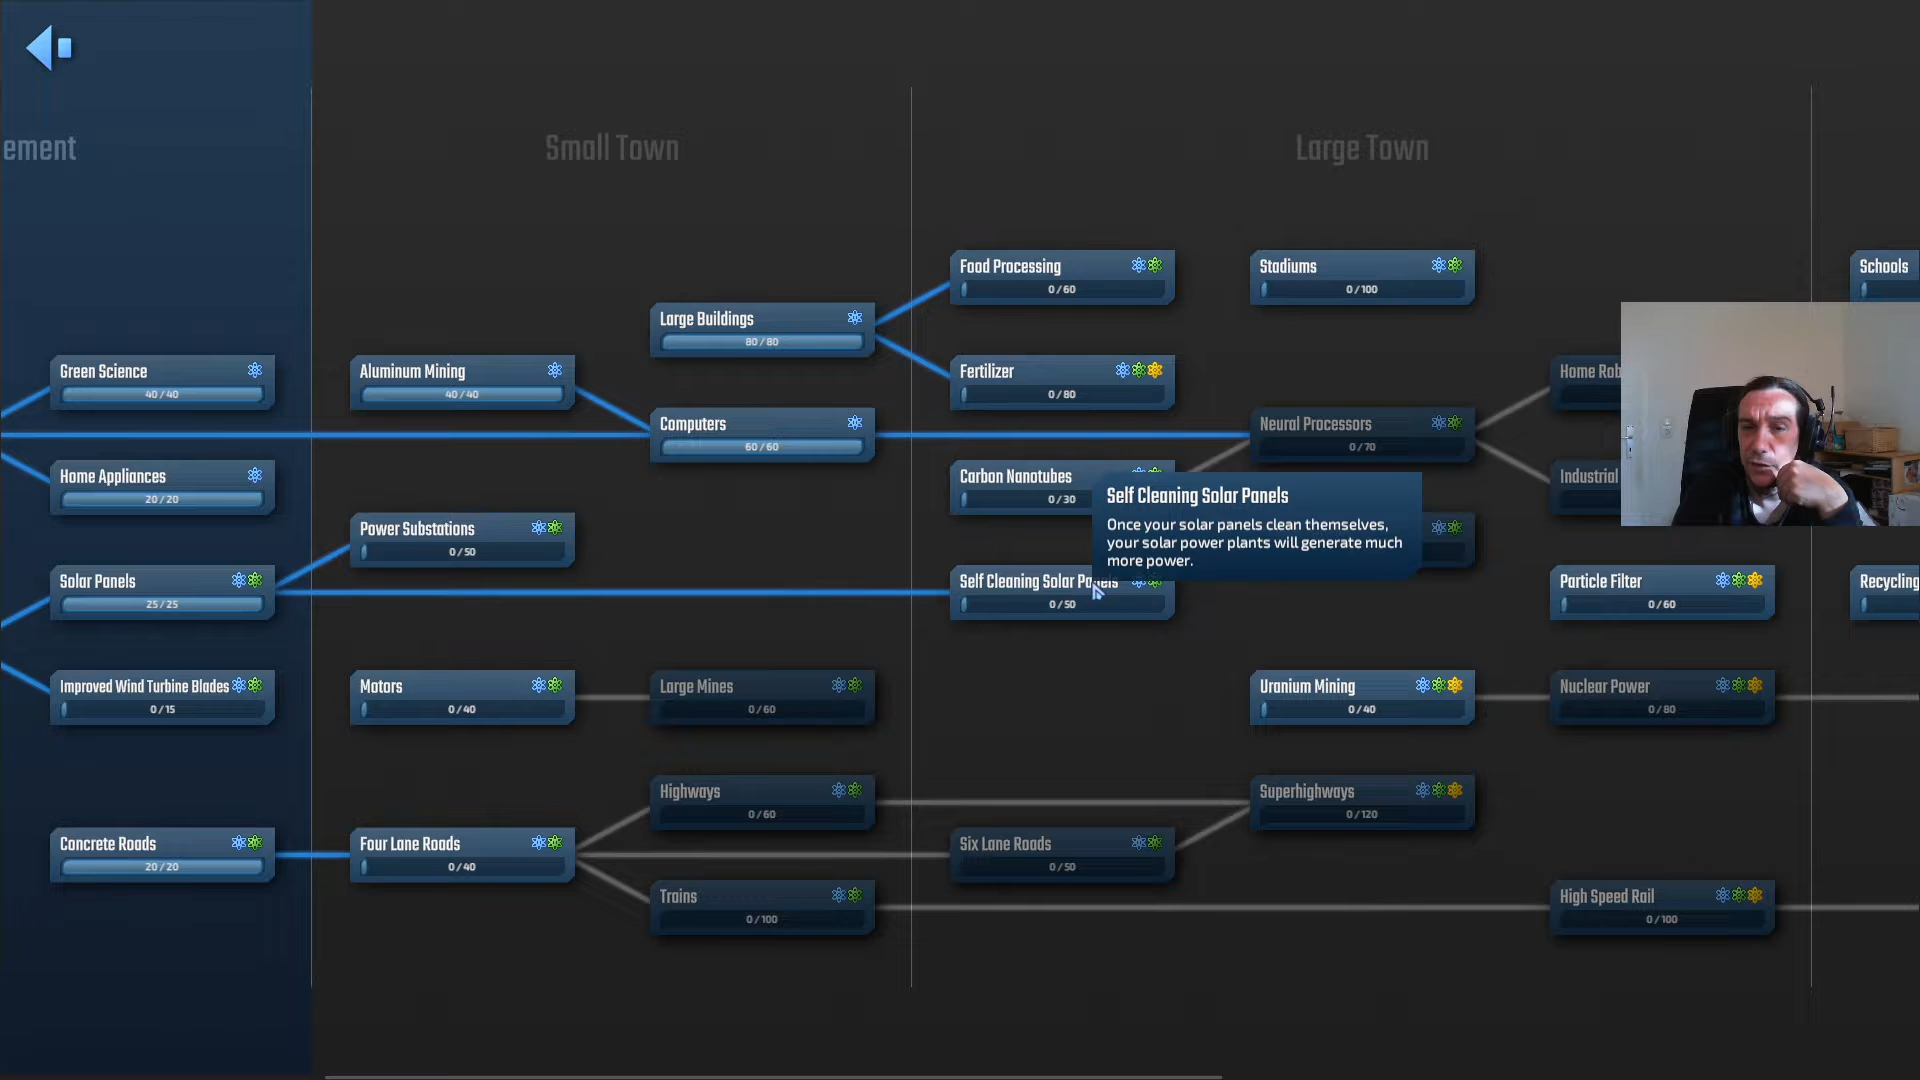 ement
Small Town
Large Town
Green Science
40/40
Home Appliances
20/20
Solar Panels
25/25
Improved Wind Turbine Blades
0/15
Concrete Roads
20/20
Aluminum Mining
40/40
Power Substations
0/50
Motors
0/40
Four Lane Roads
0/40
Large Buildings
80/80
Computers
60/60
Large Mines
0/60
Highways
0/60
Trains
0/100
Food Processing
0/60
Fertilizer
0/80
Carbon Nanotubes
0/30
Self Cleaning Solar Panels
0/50
Self Cleaning Solar Panels
Once your solar panels clean themselves,
your solar power plants will generate much
more power.
Six Lane Roads
0/50
Stadiums
0/100
Neural Processors
0/70
Uranium Mining
0/40
Superhighways
0/120
Home Rob
Industrial
Particle Filter
0/60
Nuclear Power
0/80
High Speed Rail
0/100
Schools
Recycling